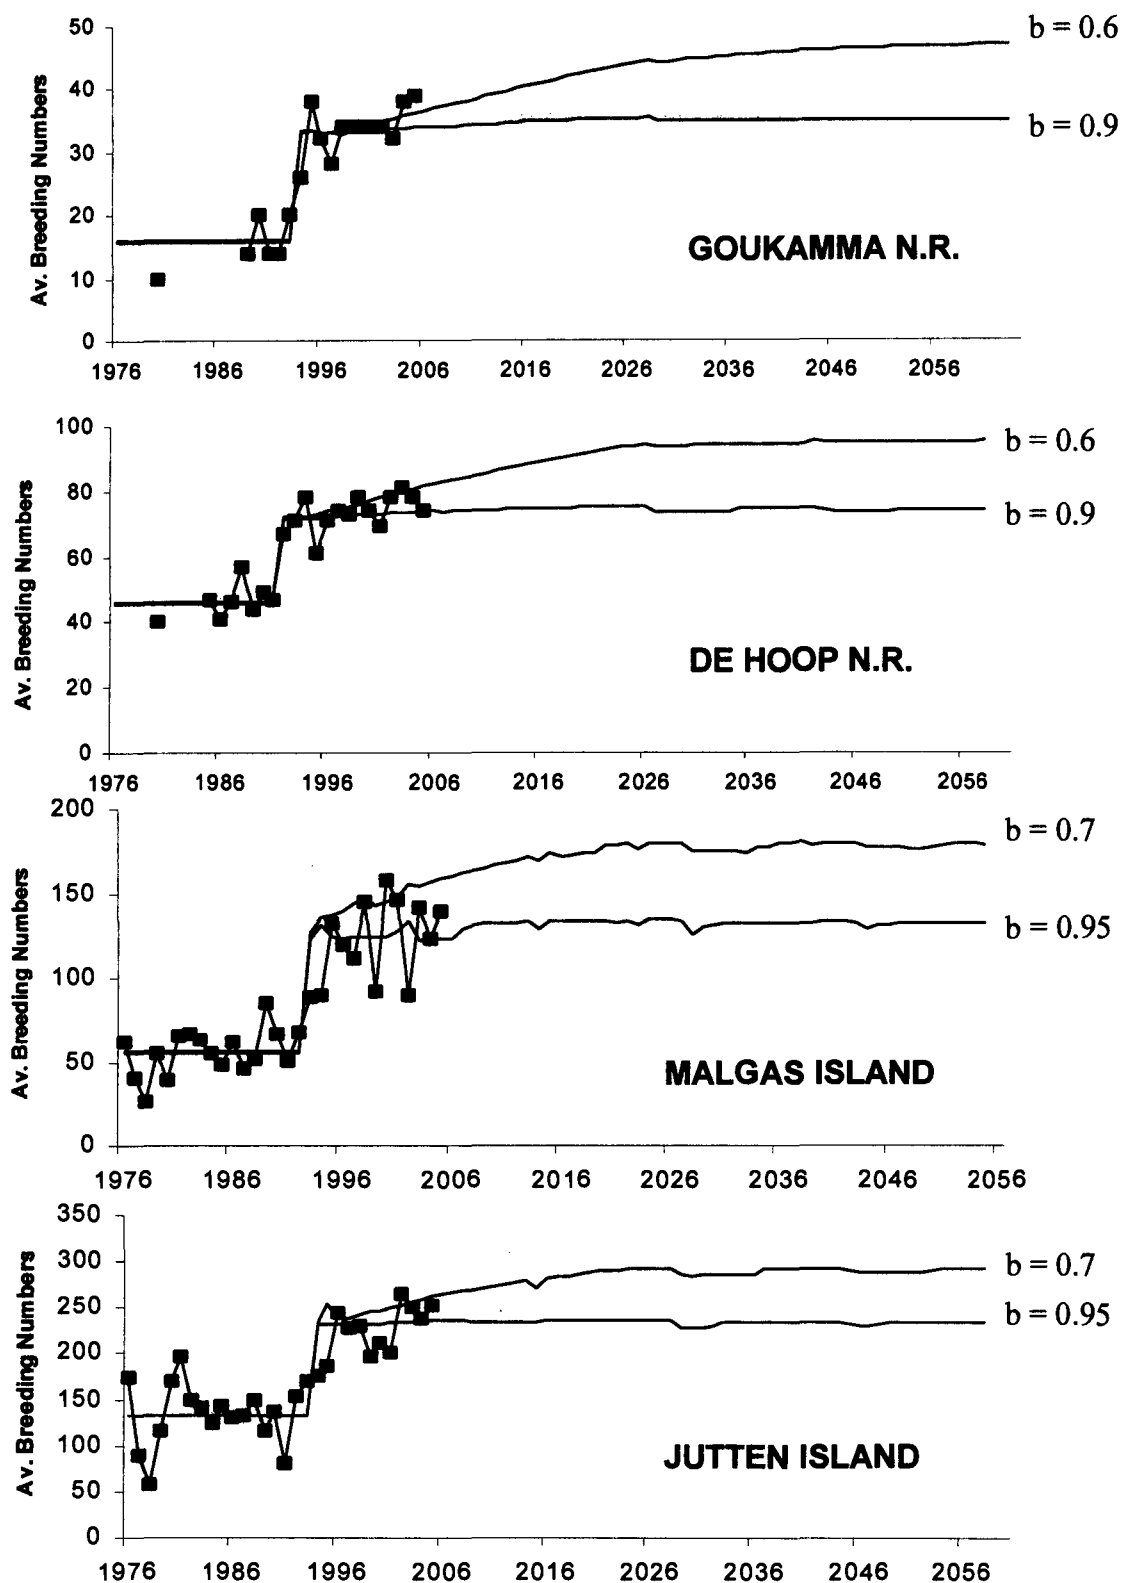 50
40
30
20
10
0
Av. Breeding Numbers
b = 0.6
b = 0.9
GOUKAMMA N.R.
1976 1986 1996 2006 2016 2026 2036 2046 2056
100
80
60
40
20
0
Av. Breeding Numbers
b = 0.6
b = 0.9
DE HOOP N.R.
1976 1986 1996 2006 2016 2026 2036 2046 2056
200
150
100
50
0
Av. Breeding Numbers
b = 0.7
b = 0.95
MALGAS ISLAND
1976 1986 1996 2006 2016 2026 2036 2046 2056
350
300
250
200
150
100
50
0
Av. Breeding Numbers
b = 0.7
b = 0.95
JUTTEN ISLAND
1976 1986 1996 2006 2016 2026 2036 2046 2056